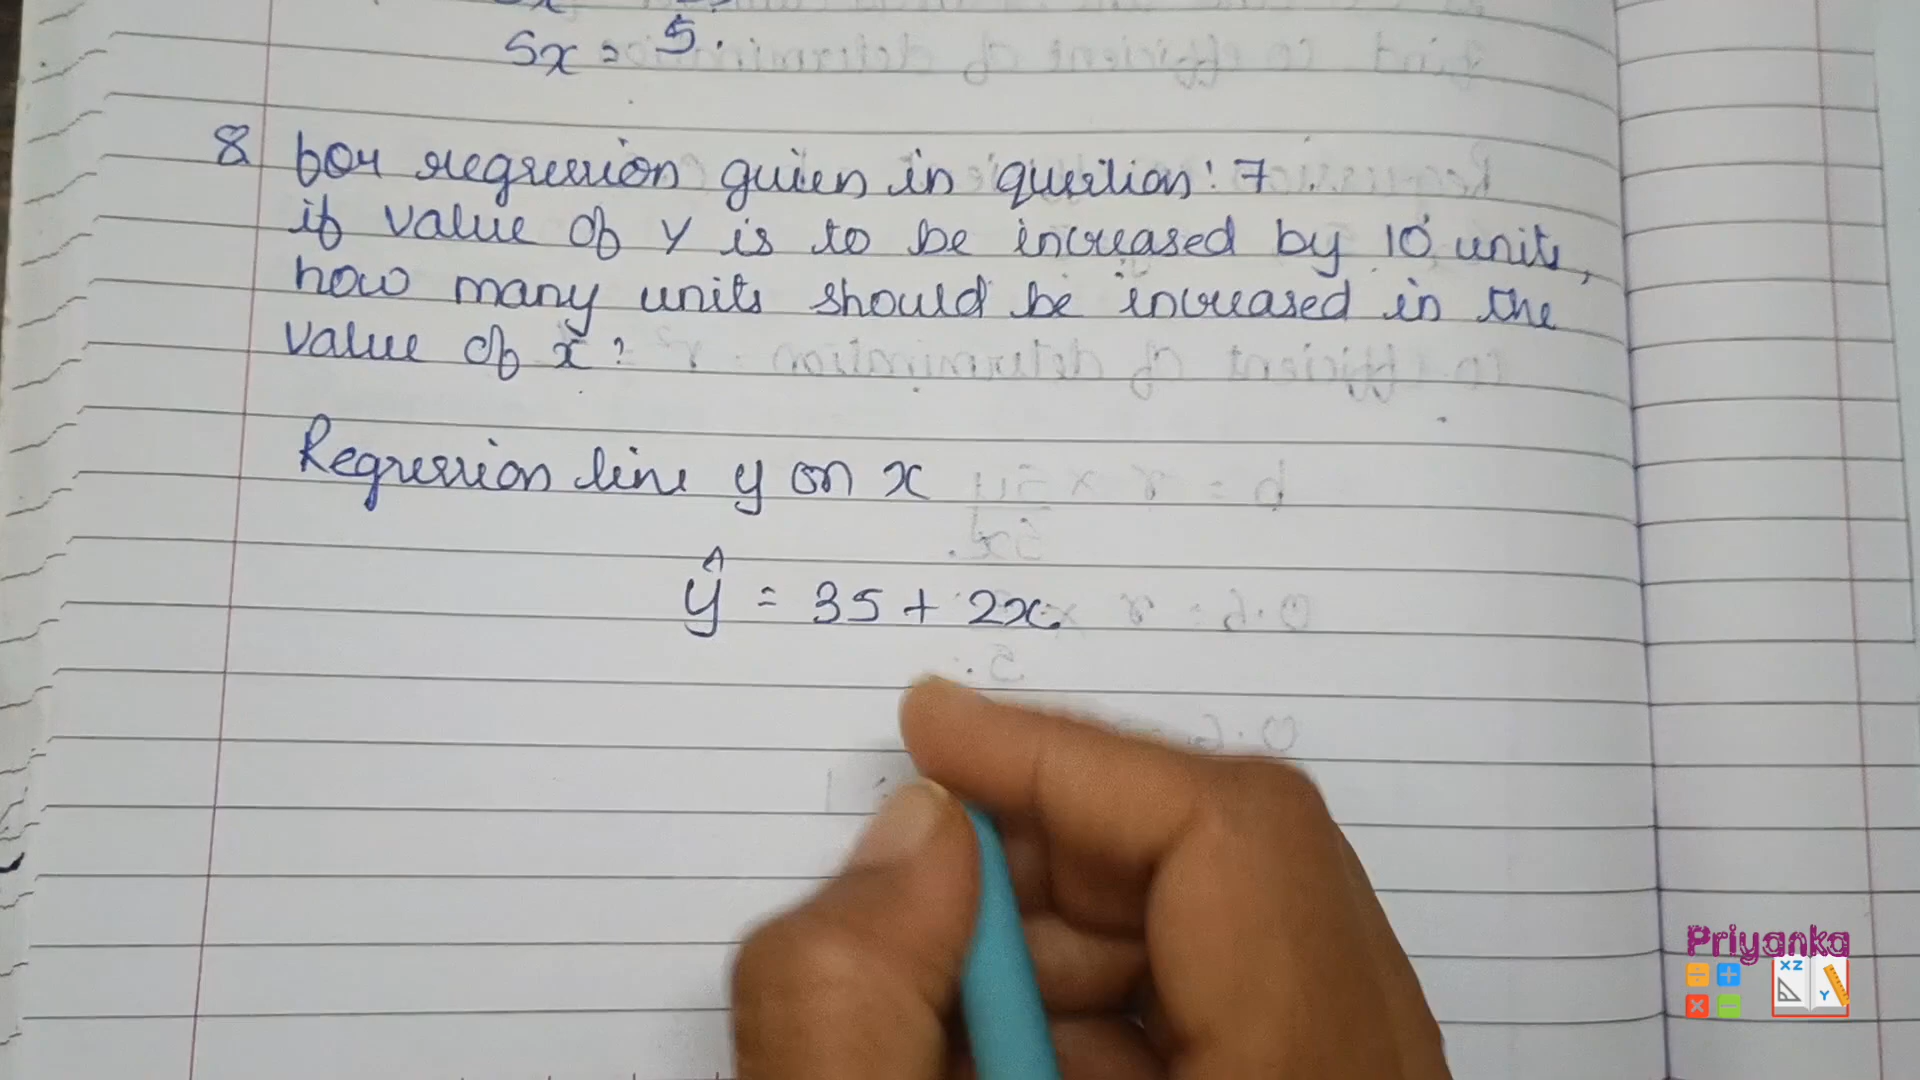 5x = 5.
8 for regression given in question: 7.
if value of Y is to be increased by 10 units,
how many units should be increased in the
value of x?
Regression line y on x
ŷ = 35 + 2x.
Priyanka
XZ
Y